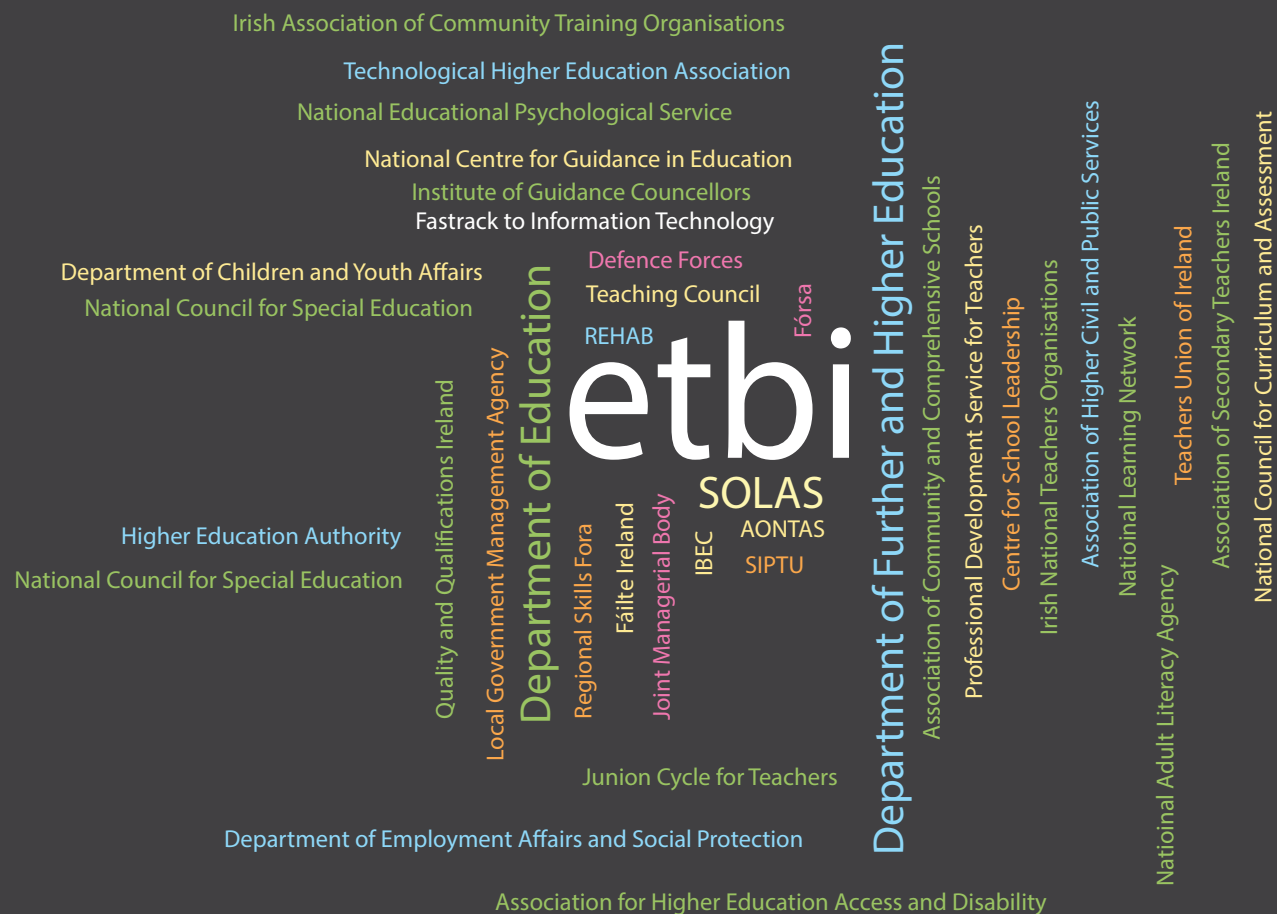 Irish Association of Community Training Organisations
Technological Higher Education Association
National Educational Psychological Service
National Centre for Guidance in Education
Institute of Guidance Councellors
Fastrack to Information Technology
Department of Children and Youth Affairs
National Council for Special Education
Defence Forces
Teaching Council
REHAB
Fórsa
etbi
SOLAS
AONTAS
SIPTU
IBEC
Higher Education Authority
National Council for Special Education
Quality and Qualifications Ireland
Local Government Management Agency
Department of Education
Regional Skills Fora
Fáilte Ireland
Joint Managerial Body
Department of Further and Higher Education
Association of Community and Comprehensive Schools
Professional Development Service for Teachers
Centre for School Leadership
Irish National Teachers Organisations
Association of Higher Civil and Public Services
Natioinal Learning Network
Natioinal Adult Literacy Agency
Teachers Union of Ireland
Association of Secondary Teachers Ireland
National Council for Curriculum and Assessment
Junion Cycle for Teachers
Department of Employment Affairs and Social Protection
Association for Higher Education Access and Disability